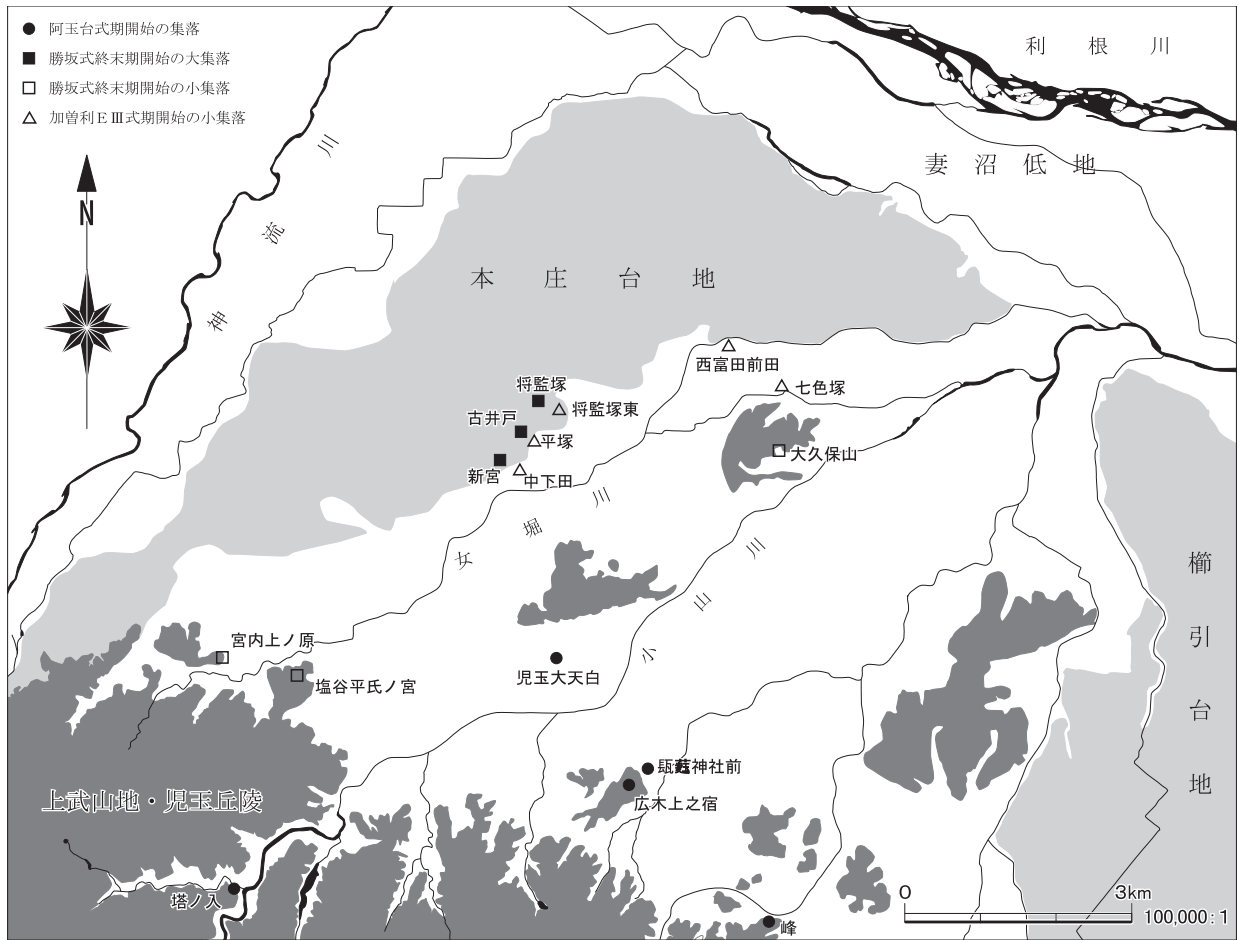 阿玉台式期開始の集落
勝坂式終末期開始の大集落
勝坂式終末期開始の小集落
加曽利EⅢ式期開始の小集落
N
利根川
神流川
妻沼低地
本庄台地
西富田前田
将監塚
七色塚
将監塚東
古井戸
平塚
大久保山
新宮
中下田
女堀川
小山川
櫛引台地
宮内上ノ原
塩谷平氏ノ宮
児玉大天白
神社前
広木上之宿
上武山地・児玉丘陵
塔ノ入
峰
0 3km
100,000:1